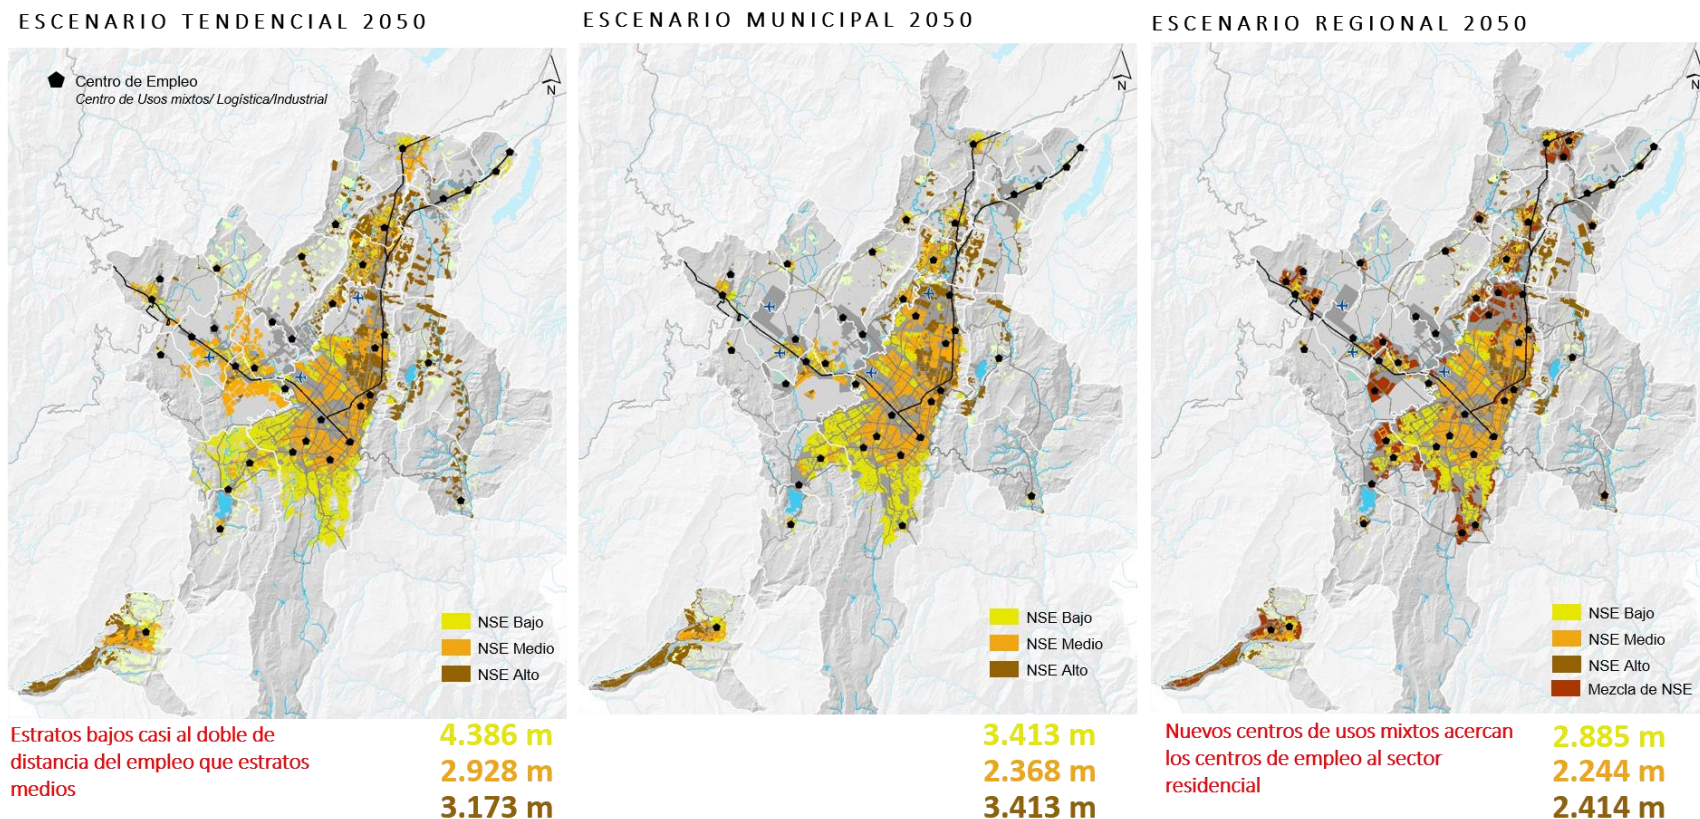 ESCENARIO TENDENCIAL 2050
Centro de Empleo
Centro de Usos mixtos/ Logística/Industrial
N
NSE Bajo
NSE Medio
NSE Alto
Estratos bajos casi al doble de
distancia del empleo que estratos
medios
4.386 m
2.928 m
3.173 m
ESCENARIO MUNICIPAL 2050
N
NSE Bajo
NSE Medio
NSE Alto
3.413 m
2.368 m
3.413 m
ESCENARIO REGIONAL 2050
N
NSE Bajo
NSE Medio
NSE Alto
Mezcla de NSE
Nuevos centros de usos mixtos acercan
los centros de empleo al sector
residencial
2.885 m
2.244 m
2.414 m